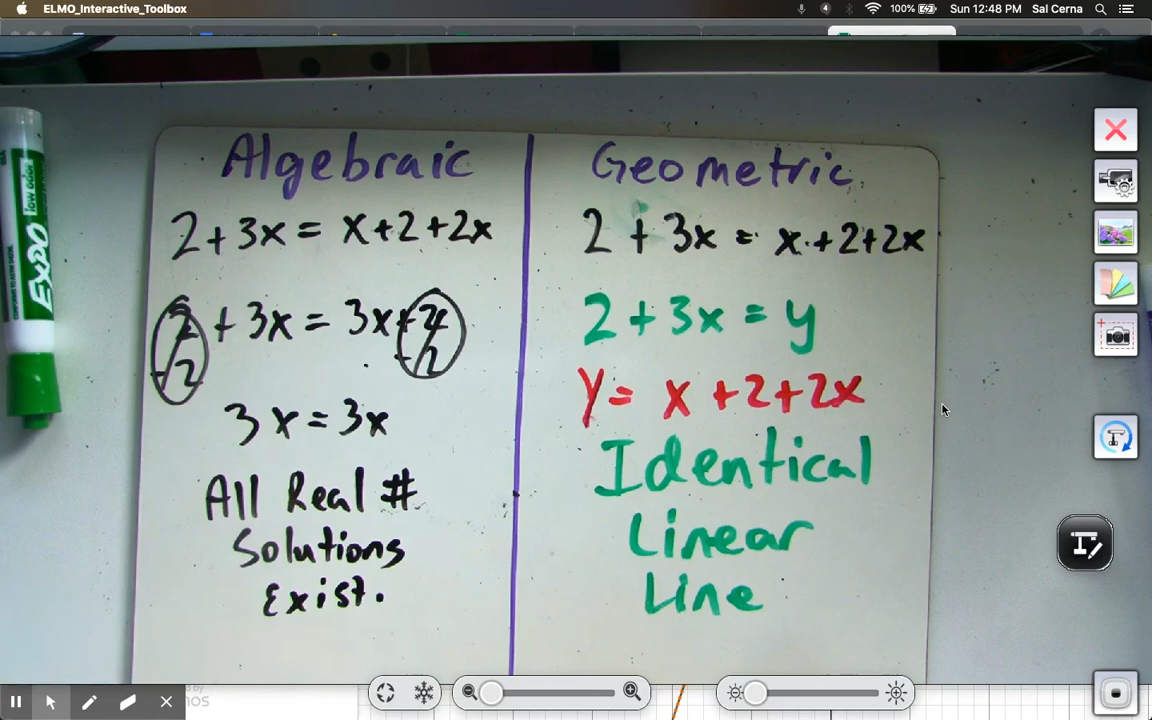 ELMO_Interactive_Toolbox
4
100%
Sun 12:48 PM
Sal Cerna
low odor
EXPO
Algebraic
2+3x = x+2+2x
2 + 3x = 3x+2
-2 -2
3x = 3x
All Real #
Solutions
Exist.
Geometric
2 + 3x = x + 2 + 2x
2 + 3x = y
y = x + 2 + 2x
Identical
Linear
Line